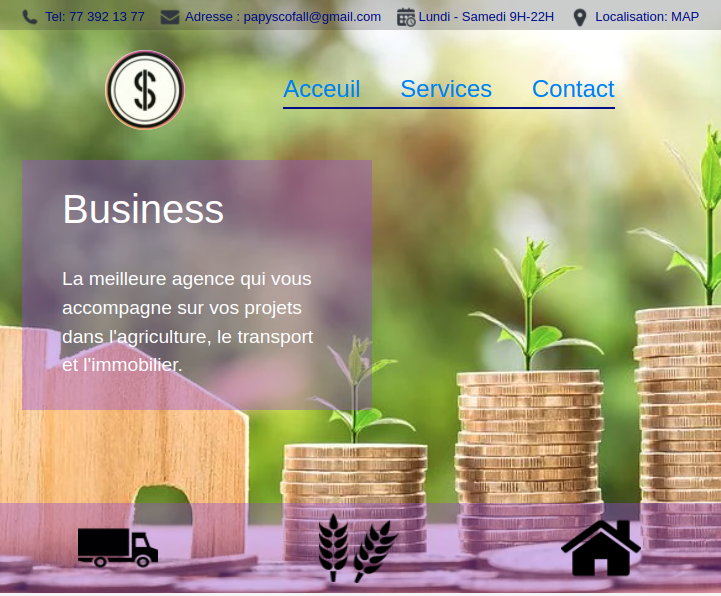 Tel: 77 392 13 77 Adresse : papyscofall@gmail.com Lundi - Samedi 9H-22H Localisation: MAP
$
Acceuil Services Contact
Business
La meilleure agence qui vous
accompagne sur vos projets
dans l'agriculture, le transport
et l'immobilier.